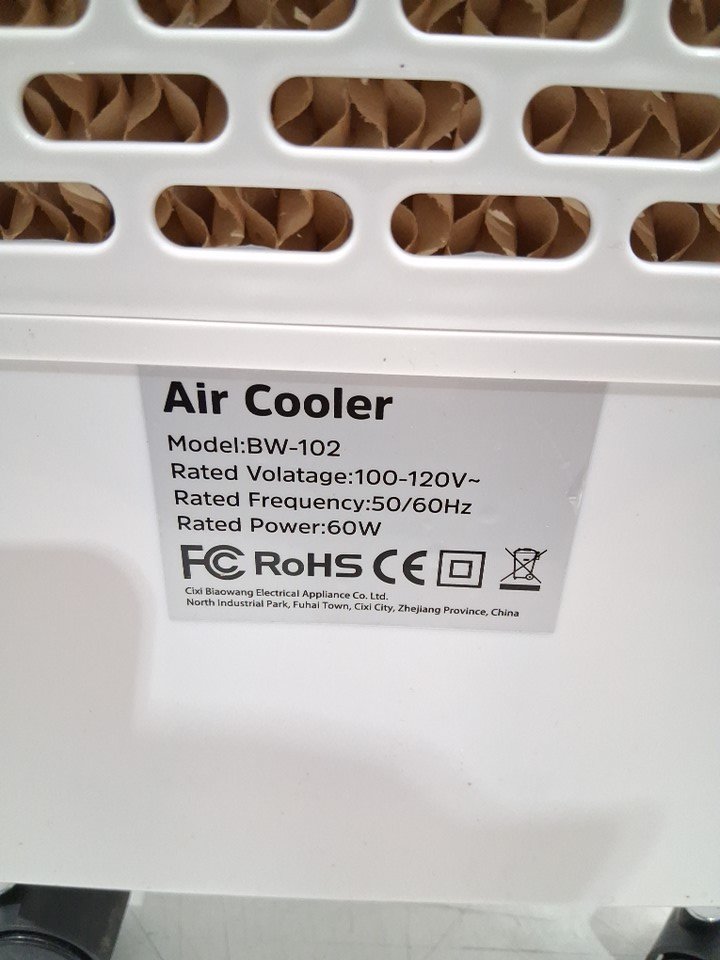 Air Cooler
Model:BW-102
Rated Volatage:100-120V~
Rated Frequency:50/60Hz
Rated Power:60W
FC RoHS CE
Cixi Biaowang Electrical Appliance Co. Ltd.
North Industrial Park, Fuhai Town, Cixi City, Zhejiang Province, China